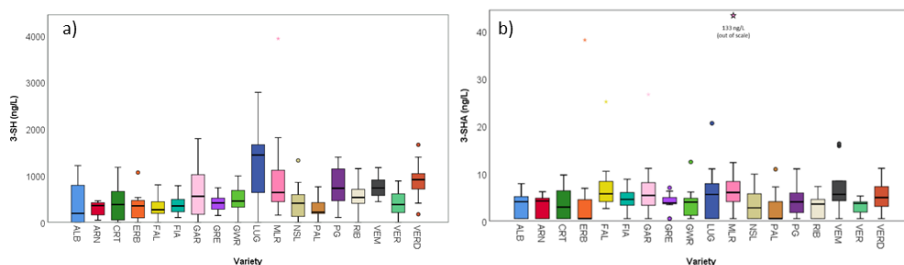 a)
3-SH (ng/L)
4000
3000
2000
1000
0
ALB ARN CRT ERB FAL FIA GAR GRE GWR LUG MLR NSL PAL PG RIB VEM VER VERD
Variety
b)
3-SHA (ng/L)
133 ng/L
(out of scale)
40
30
20
10
0
ALB ARN CRT ERB FAL FIA GAR GRE GWR LUG MLR NSL PAL PG RIB VEM VER VERD
Variety